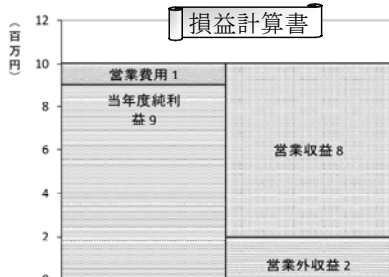 損益計算書
（百万円）
12
10
8
6
4
2
0
営業費用 1
当年度純利
益 9
営業収益 8
営業外収益 2